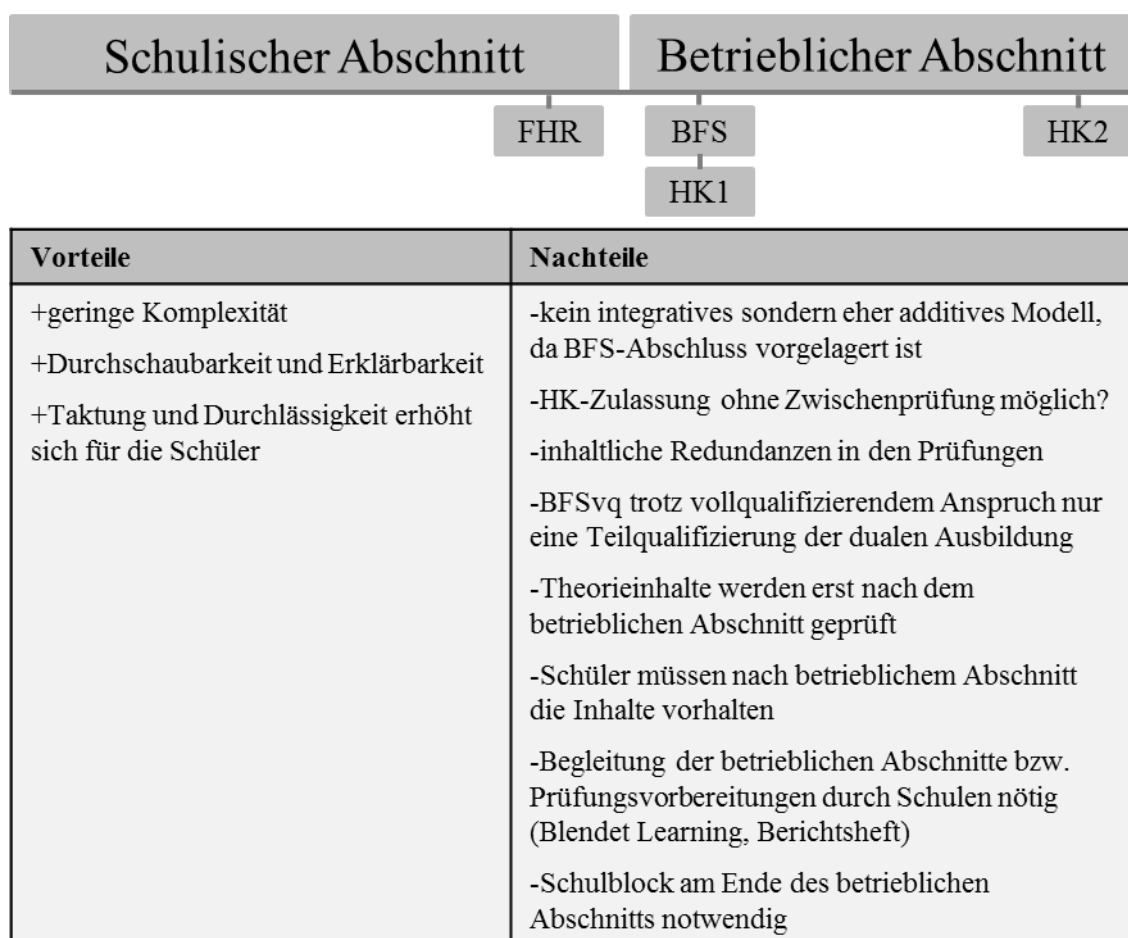 Schulischer Abschnitt
Betrieblicher Abschnitt
FHR
BFS
HK2
HK1
Vorteile
+geringe Komplexität
+Durchschaubarkeit und Erklärbarkeit
+Taktung und Durchlässigkeit erhöht
sich für die Schüler
Nachteile
-kein integratives sondern eher additives Modell,
da BFS-Abschluss vorgelagert ist
-HK-Zulassung ohne Zwischenprüfung möglich?
-inhaltliche Redundanzen in den Prüfungen
-BFSvq trotz vollqualifizierendem Anspruch nur
eine Teilqualifizierung der dualen Ausbildung
-Theorieinhalte werden erst nach dem
betrieblichen Abschnitt geprüft
-Schüler müssen nach betrieblichem Abschnitt
die Inhalte vorhalten
-Begleitung der betrieblichen Abschnitte bzw.
Prüfungsvorbereitungen durch Schulen nötig
(Blendet Learning, Berichtsheft)
-Schulblock am Ende des betrieblichen
Abschnitts notwendig